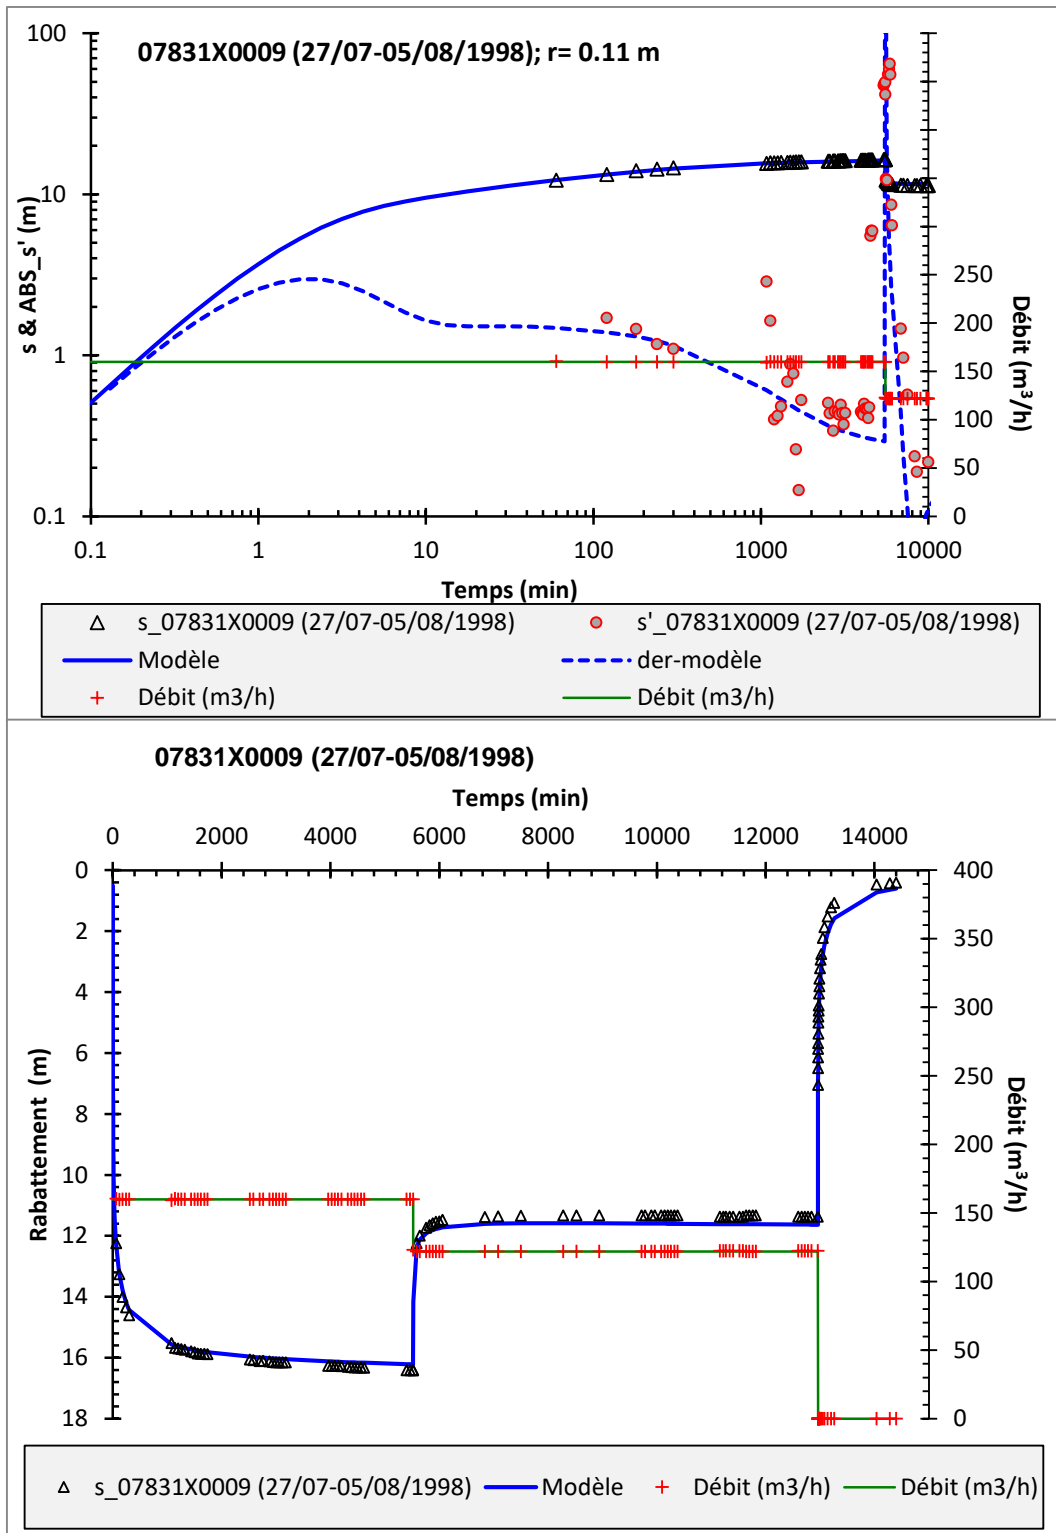 07831X0009 (27/07-05/08/1998); r= 0.11 m
100
10
1
0.1
s & ABS_s' (m)
250
200
150
100
50
0
Débit (m³/h)
0.1 1 10 100 1000 10000
Temps (min)
s_07831X0009 (27/07-05/08/1998) s'_07831X0009 (27/07-05/08/1998)
Modèle der-modèle
Débit (m3/h) Débit (m3/h)
07831X0009 (27/07-05/08/1998)
Temps (min)
0 2000 4000 6000 8000 10000 12000 14000
0
2
4
6
8
10
12
14
16
18
Rabattement (m)
400
350
300
250
200
150
100
50
0
Débit (m³/h)
s_07831X0009 (27/07-05/08/1998) Modèle Débit (m3/h) Débit (m3/h)